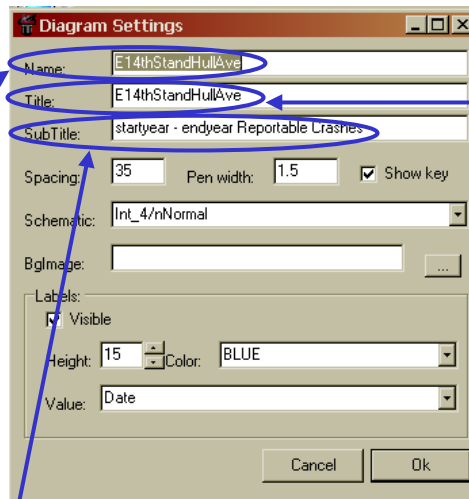 Diagram Settings
Name: E14thStandHullAve
Title: E14thStandHullAve
SubTitle: startyear - endyear Reportable Crashes
Spacing: 35 Pen width: 1.5 Show key
Schematic: Int_4/nNormal
BgImage: ...
Labels:
Visible
Height: 15 Color: BLUE
Value: Date
Cancel Ok